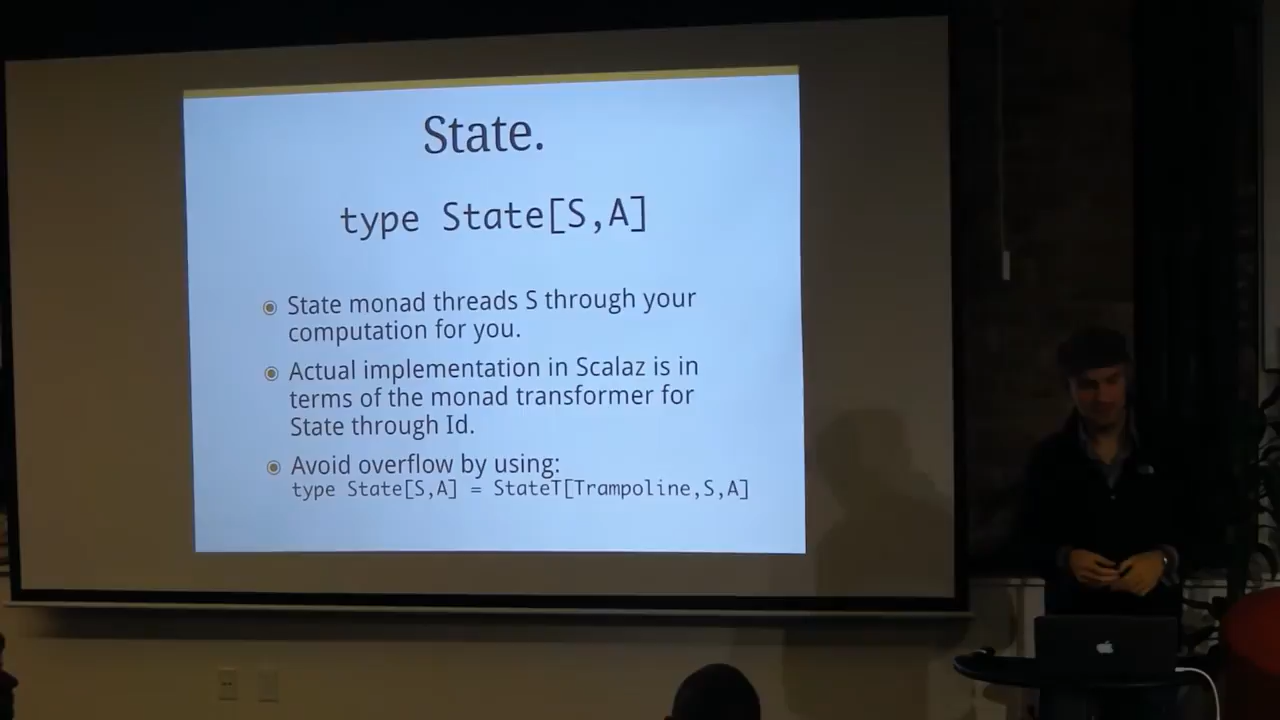 State.
type State[S,A]
State monad threads S through your
computation for you.
Actual implementation in Scalaz is in
terms of the monad transformer for
State through Id.
Avoid overflow by using:
type State[S,A] = StateT[Trampoline,S,A]